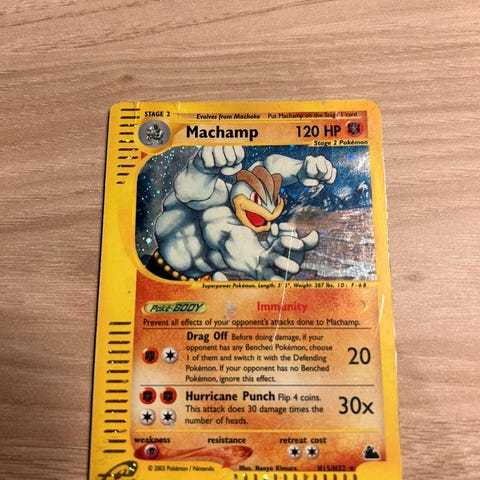 STAGE 2
Evolves from Machoke
Put Machamp on the Stage 1 card
Machamp
120 HP
Stage 2 Pokémon
Superpower Pokémon. Length: 5' 3", Weight: 287 lbs. ID: F-68
Poké-BODY
Immunity
Prevent all effects of your opponent's attacks done to Machamp.
Drag Off Before doing damage, if your
opponent has any Benched Pokémon, choose
1 of them and switch it with the Defending
Pokémon. If your opponent has no Benched
Pokémon, ignore this effect.
20
Hurricane Punch Flip 4 coins.
This attack does 30 damage times the
number of heads.
30x
weakness
resistance
retreat cost
© 2003 Pokémon / Nintendo
Illus. Naoyo Kimura
H15/H32